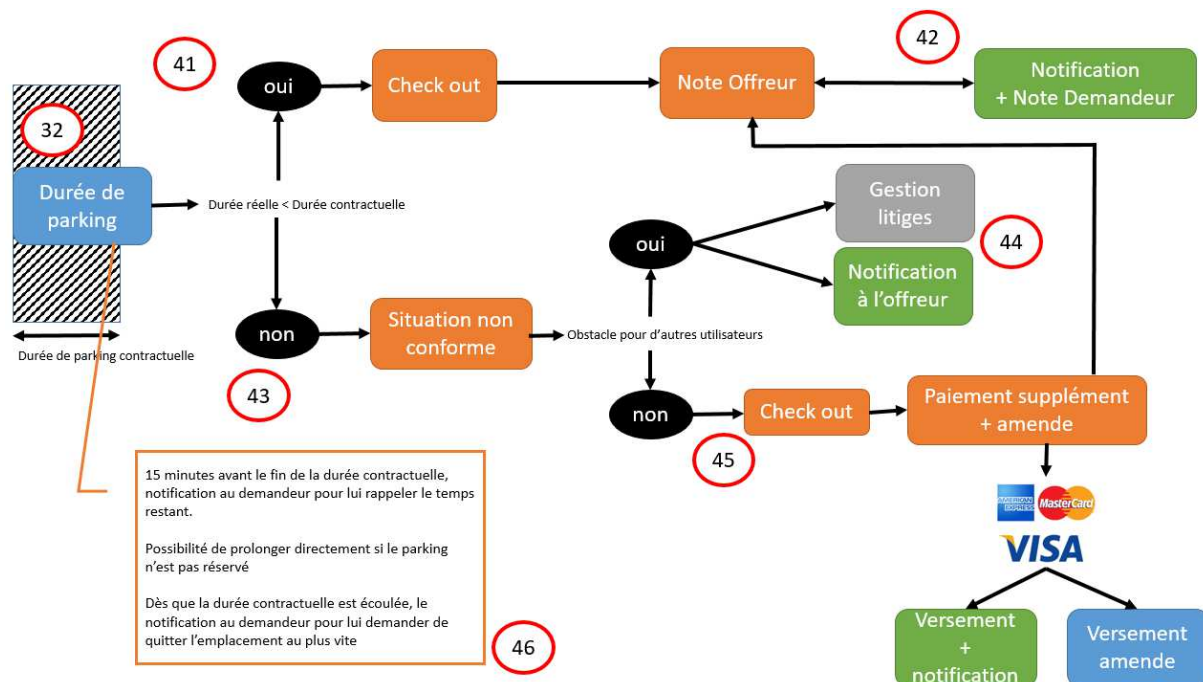 41
oui
Check out
Note Offreur
42
Notification
+ Note Demandeur
32
Durée de
parking
Durée réelle < Durée contractuelle
Durée de parking contractuelle
non
43
Situation non
conforme
Obstacle pour d'autres utilisateurs
oui
Gestion
litiges
44
Notification
à l'offreur
non
45
Check out
Paiement supplément
+ amende
AMERICAN
EXPRESS
MasterCard
VISA
Versement
+
notification
Versement
amende
15 minutes avant le fin de la durée contractuelle,
notification au demandeur pour lui rappeler le temps
restant.
Possibilité de prolonger directement si le parking
n'est pas réservé
Dès que la durée contractuelle est écoulée, le
notification au demandeur pour lui demander de
quitter l'emplacement au plus vite
46